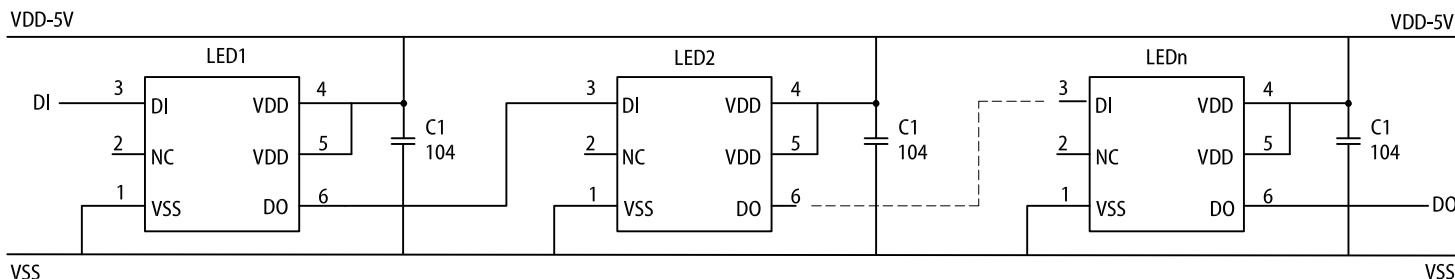 VDD-5V VDD-5V
LED1 LED2 LEDn
3 4 3 4 3 4
DI DI VDD DI VDD DI VDD
C1 C1 C1
2 5 2 5 2 5
104 104 104
NC VDD NC VDD NC VDD
1 6 1 6 1 6
VSS DO VSS DO VSS DO DO
VSS VSS